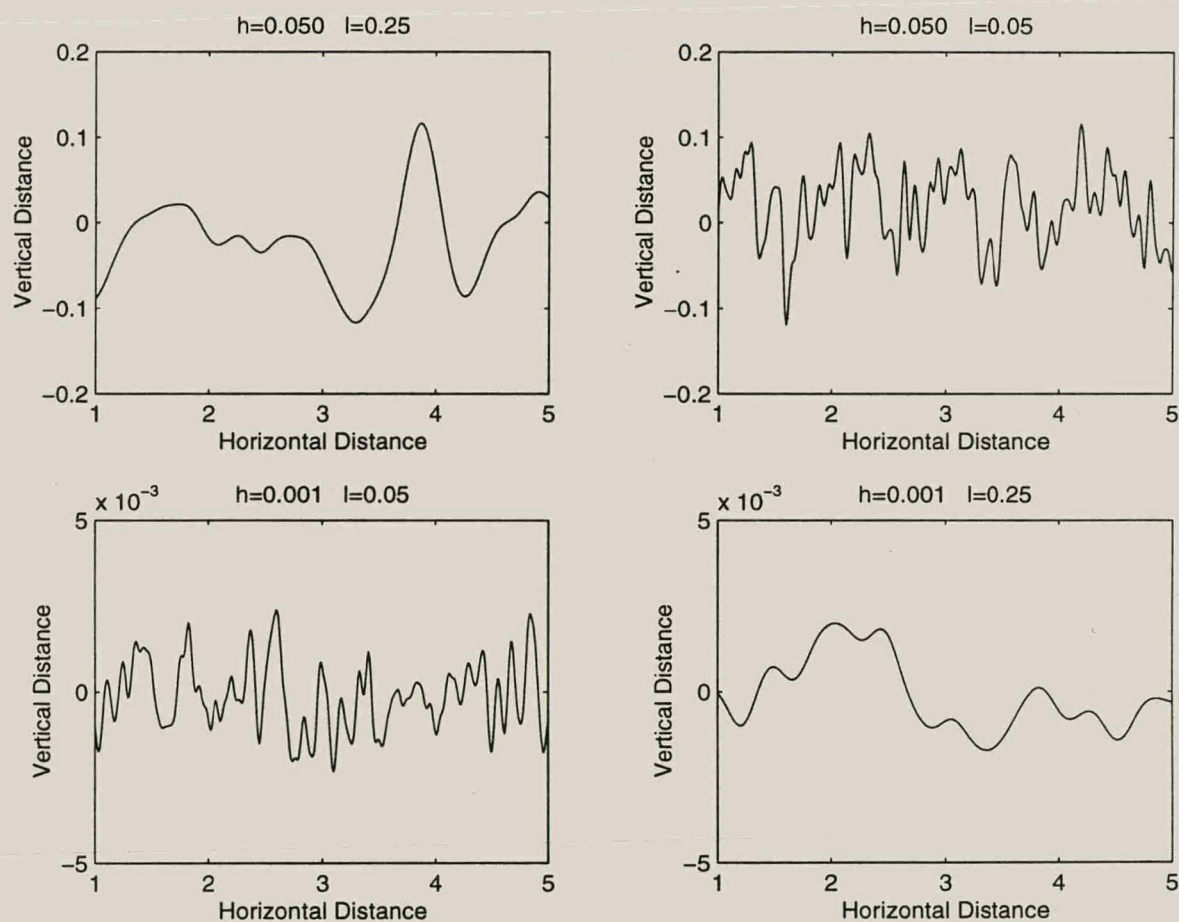 h=0.050 l=0.25
0.2
0.1
0
−0.1
−0.2
Vertical Distance
1 2 3 4 5
Horizontal Distance
h=0.050 l=0.05
0.2
0.1
0
−0.1
−0.2
Vertical Distance
1 2 3 4 5
Horizontal Distance
x 10⁻³
h=0.001 l=0.05
5
0
−5
Vertical Distance
1 2 3 4 5
Horizontal Distance
x 10⁻³
h=0.001 l=0.25
5
0
−5
Vertical Distance
1 2 3 4 5
Horizontal Distance